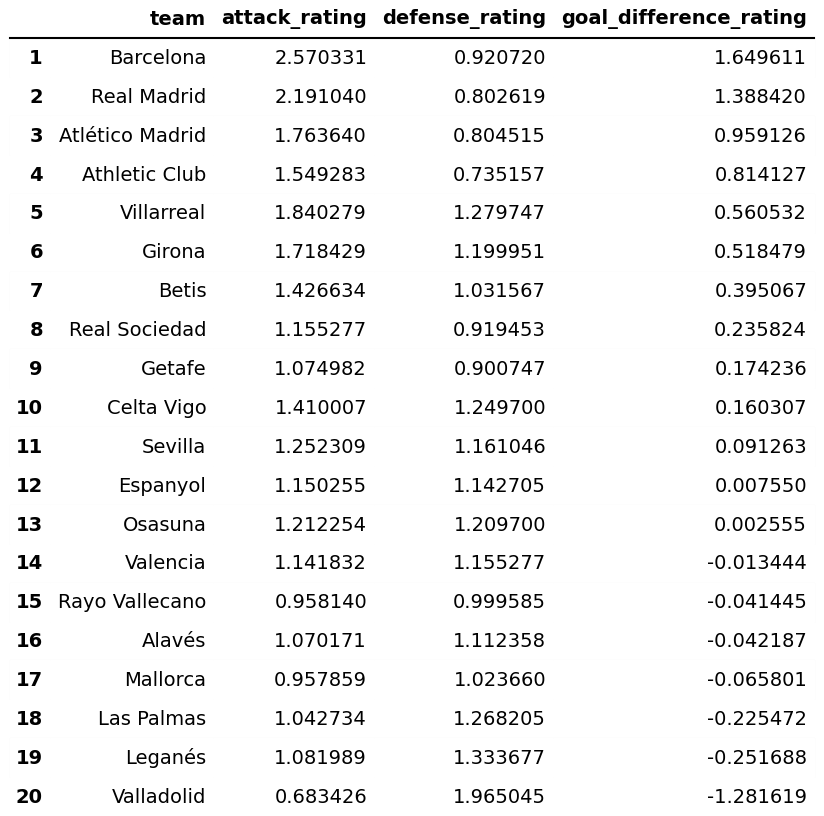 team attack_rating defense_rating goal_difference_rating
1 Barcelona 2.570331 0.920720 1.649611
2 Real Madrid 2.191040 0.802619 1.388420
3 Atlético Madrid 1.763640 0.804515 0.959126
4 Athletic Club 1.549283 0.735157 0.814127
5 Villarreal 1.840279 1.279747 0.560532
6 Girona 1.718429 1.199951 0.518479
7 Betis 1.426634 1.031567 0.395067
8 Real Sociedad 1.155277 0.919453 0.235824
9 Getafe 1.074982 0.900747 0.174236
10 Celta Vigo 1.410007 1.249700 0.160307
11 Sevilla 1.252309 1.161046 0.091263
12 Espanyol 1.150255 1.142705 0.007550
13 Osasuna 1.212254 1.209700 0.002555
14 Valencia 1.141832 1.155277 -0.013444
15 Rayo Vallecano 0.958140 0.999585 -0.041445
16 Alavés 1.070171 1.112358 -0.042187
17 Mallorca 0.957859 1.023660 -0.065801
18 Las Palmas 1.042734 1.268205 -0.225472
19 Leganés 1.081989 1.333677 -0.251688
20 Valladolid 0.683426 1.965045 -1.281619